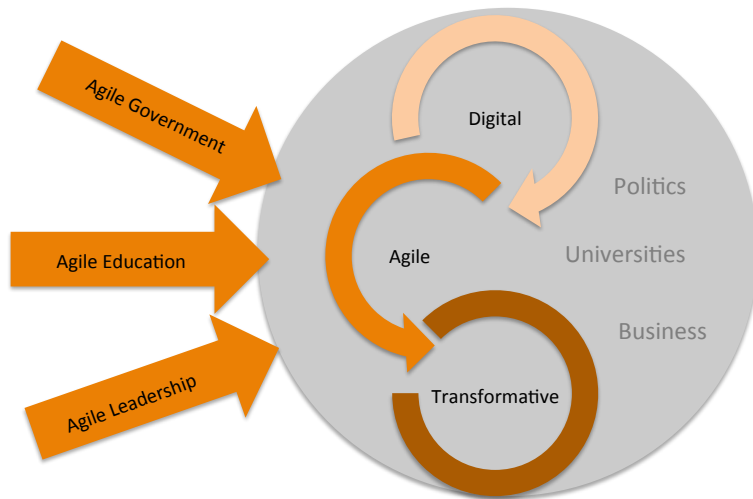 Agile Government
Digital
Politics
Agile Education
Agile
Universities
Business
Agile Leadership
Transformative